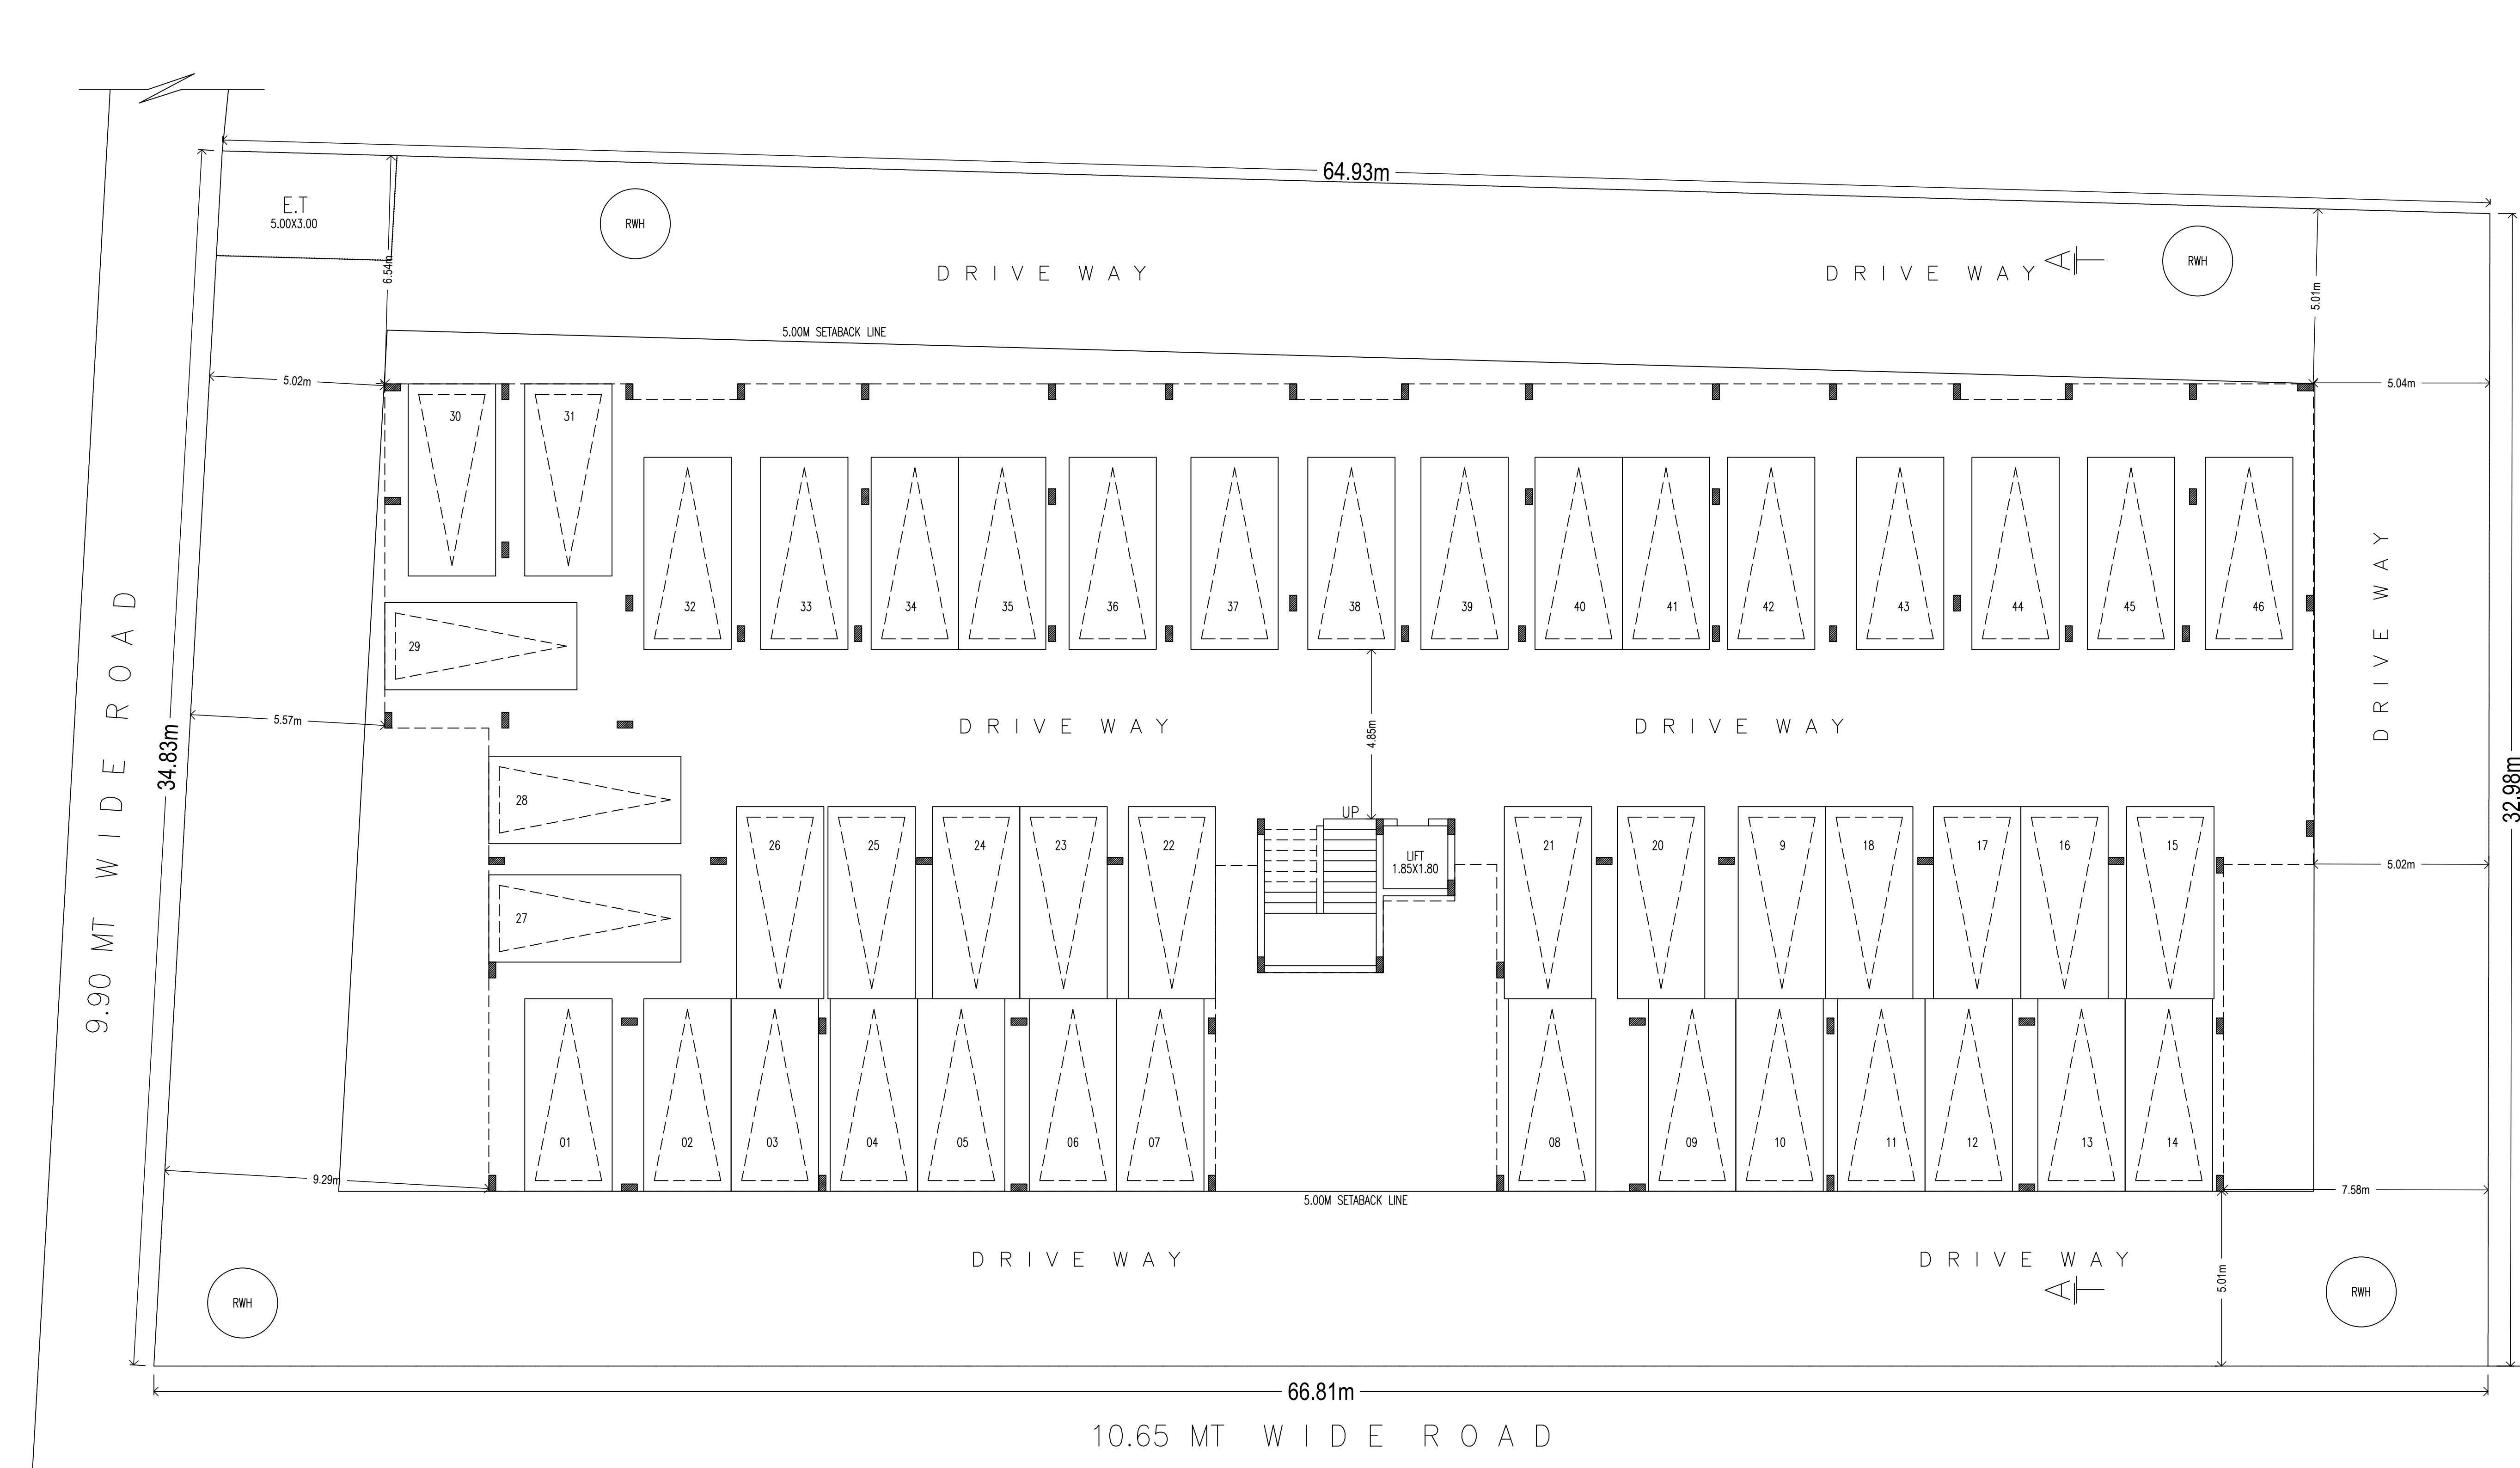 64.93m
E.T
5.00X3.00
RWH
RWH
DRIVE WAY
DRIVE WAY
A
6.54m
5.01m
5.00M SETABACK LINE
5.02m
5.04m
30
31
32
33
34
35
36
37
38
39
40
41
42
43
44
45
46
29
DRIVE WAY
9.90 MT WIDE ROAD
34.83m
5.57m
DRIVE WAY
4.85m
DRIVE WAY
32.98m
28
UP
LIFT
1.85X1.80
26
25
24
23
22
21
20
9
18
17
16
15
5.02m
27
01
02
03
04
05
06
07
08
09
10
11
12
13
14
9.29m
7.58m
5.00M SETABACK LINE
DRIVE WAY
DRIVE WAY
A
5.01m
RWH
RWH
66.81m
10.65 MT WIDE ROAD